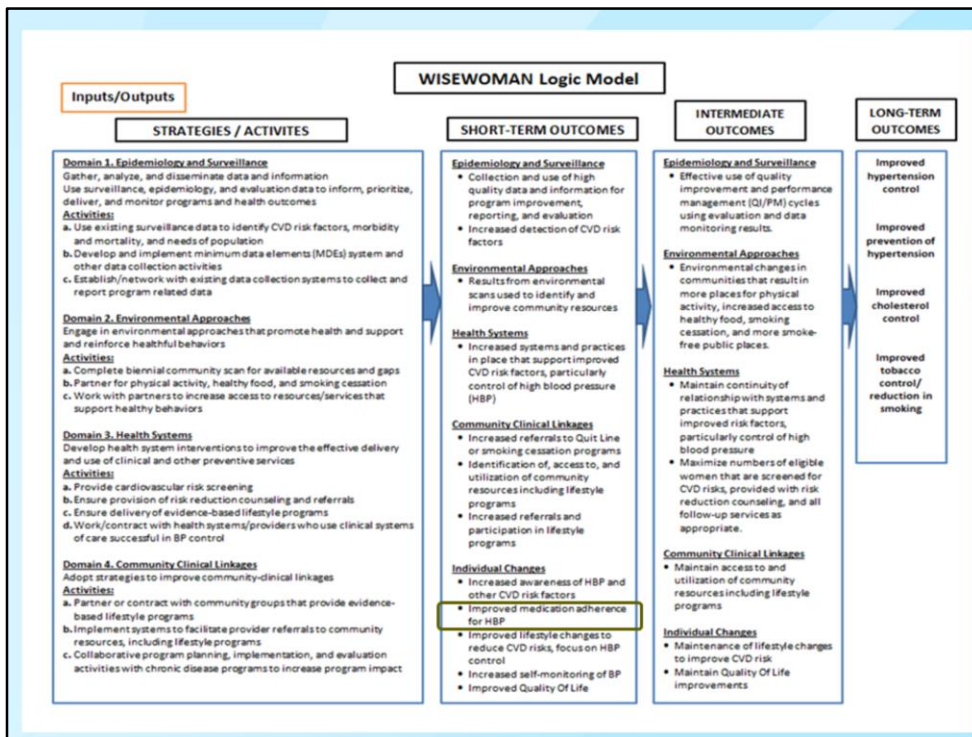 WISEWOMAN Logic Model
Inputs/Outputs
STRATEGIES / ACTIVITES
Domain 1. Epidemiology and Surveillance
Gather, analyze, and disseminate data and information
Use surveillance, epidemiology, and evaluation data to inform, prioritize,
deliver, and monitor programs and health outcomes
Activities:
a. Use existing surveillance data to identify CVD risk factors, morbidity
and mortality, and needs of population
b. Develop and implement minimum data elements (MDEs) system and
other data collection activities
c. Establish/network with existing data collection systems to collect and
report program related data
Domain 2. Environmental Approaches
Engage in environmental approaches that promote health and support
and reinforce healthful behaviors
Activities:
a. Complete biennial community scan for available resources and gaps
b. Partner for physical activity, healthy food, and smoking cessation
c. Work with partners to increase access to resources/services that
support healthy behaviors
Domain 3. Health Systems
Develop health system interventions to improve the effective delivery
and use of clinical and other preventive services
Activities:
a. Provide cardiovascular risk screening
b. Ensure provision of risk reduction counseling and referrals
c. Ensure delivery of evidence-based lifestyle programs
d. Work/contract with health systems/providers who use clinical systems
of care successful in BP control
Domain 4. Community Clinical Linkages
Adopt strategies to improve community-clinical linkages
Activities:
a. Partner or contract with community groups that provide evidence-
based lifestyle programs
b. Implement systems to facilitate provider referrals to community
resources, including lifestyle programs
c. Collaborative program planning, implementation, and evaluation
activities with chronic disease programs to increase program impact
SHORT-TERM OUTCOMES
Epidemiology and Surveillance
• Collection and use of high
quality data and information for
program improvement,
reporting, and evaluation
• Increased detection of CVD risk
factors
Environmental Approaches
• Results from environmental
scans used to identify and
improve community resources
Health Systems
• Increased systems and practices
in place that support improved
CVD risk factors, particularly
control of high blood pressure
(HBP)
Community Clinical Linkages
• Increased referrals to Quit Line
or smoking cessation programs
• Identification of, access to, and
utilization of community
resources including lifestyle
programs
• Increased referrals and
participation in lifestyle
programs
Individual Changes
• Increased awareness of HBP and
other CVD risk factors
• Improved medication adherence
for HBP
• Improved lifestyle changes to
reduce CVD risks, focus on HBP
control
• Increased self-monitoring of BP
• Improved Quality Of Life
INTERMEDIATE
OUTCOMES
Epidemiology and Surveillance
• Effective use of quality
improvement and performance
management (QI/PM) cycles
using evaluation and data
monitoring results.
Environmental Approaches
• Environmental changes in
communities that result in
more places for physical
activity, increased access to
healthy food, smoking
cessation, and more smoke-
free public places.
Health Systems
• Maintain continuity of
relationship with systems and
practices that support
improved risk factors,
particularly control of high
blood pressure
• Maximize numbers of eligible
women that are screened for
CVD risks, provided with risk
reduction counseling, and all
follow-up services as
appropriate.
Community Clinical Linkages
• Maintain access to and
utilization of community
resources including lifestyle
programs
Individual Changes
• Maintenance of lifestyle changes
to improve CVD risk
• Maintain Quality Of Life
improvements
LONG-TERM
OUTCOMES
Improved
hypertension
control
Improved
prevention of
hypertension
Improved
cholesterol
control
Improved
tobacco
control/
reduction in
smoking